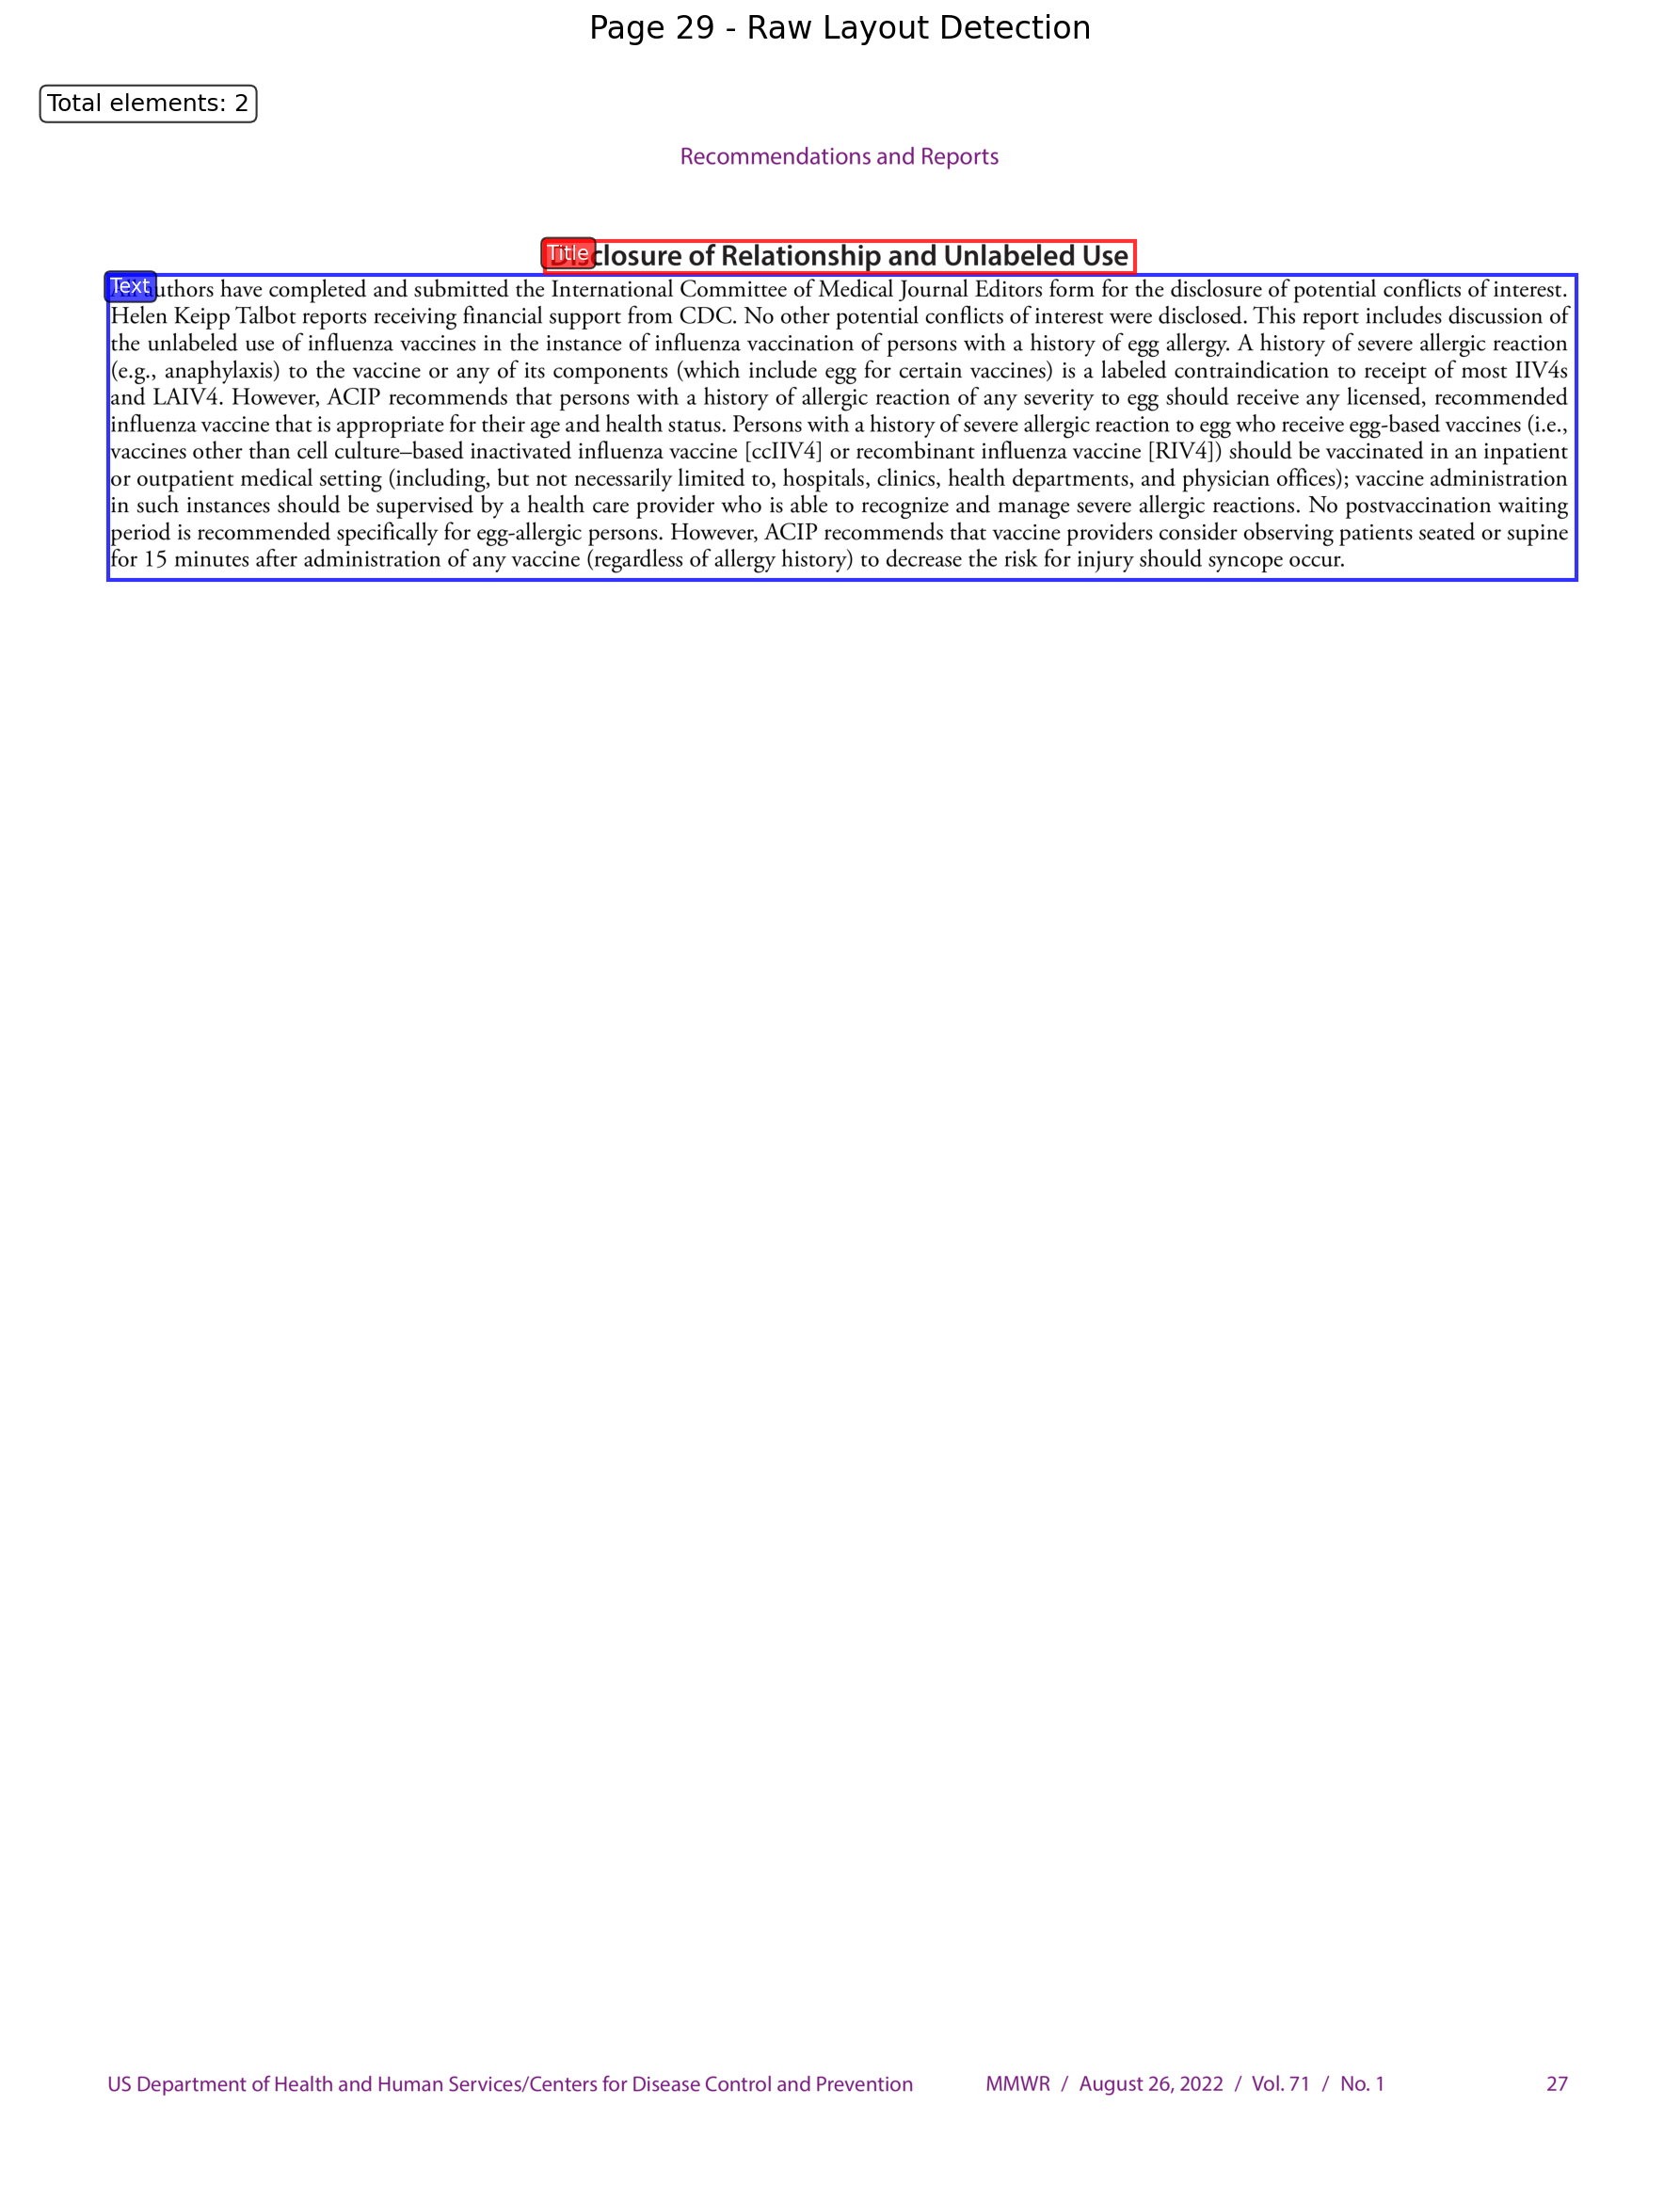 Page 29 - Raw Layout Detection
Total elements: 2
Recommendations and Reports
Title
closure of Relationship and Unlabeled Use
Text
uthors have completed and submitted the International Committee of Medical Journal Editors form for the disclosure of potential conflicts of interest.
Helen Keipp Talbot reports receiving financial support from CDC. No other potential conflicts of interest were disclosed. This report includes discussion of
the unlabeled use of influenza vaccines in the instance of influenza vaccination of persons with a history of egg allergy. A history of severe allergic reaction
(e.g., anaphylaxis) to the vaccine or any of its components (which include egg for certain vaccines) is a labeled contraindication to receipt of most IIV4s
and LAIV4. However, ACIP recommends that persons with a history of allergic reaction of any severity to egg should receive any licensed, recommended
influenza vaccine that is appropriate for their age and health status. Persons with a history of severe allergic reaction to egg who receive egg-based vaccines (i.e.,
vaccines other than cell culture–based inactivated influenza vaccine [ccIIV4] or recombinant influenza vaccine [RIV4]) should be vaccinated in an inpatient
or outpatient medical setting (including, but not necessarily limited to, hospitals, clinics, health departments, and physician offices); vaccine administration
in such instances should be supervised by a health care provider who is able to recognize and manage severe allergic reactions. No postvaccination waiting
period is recommended specifically for egg-allergic persons. However, ACIP recommends that vaccine providers consider observing patients seated or supine
for 15 minutes after administration of any vaccine (regardless of allergy history) to decrease the risk for injury should syncope occur.
US Department of Health and Human Services/Centers for Disease Control and Prevention MMWR / August 26, 2022 / Vol. 71 / No. 1 27